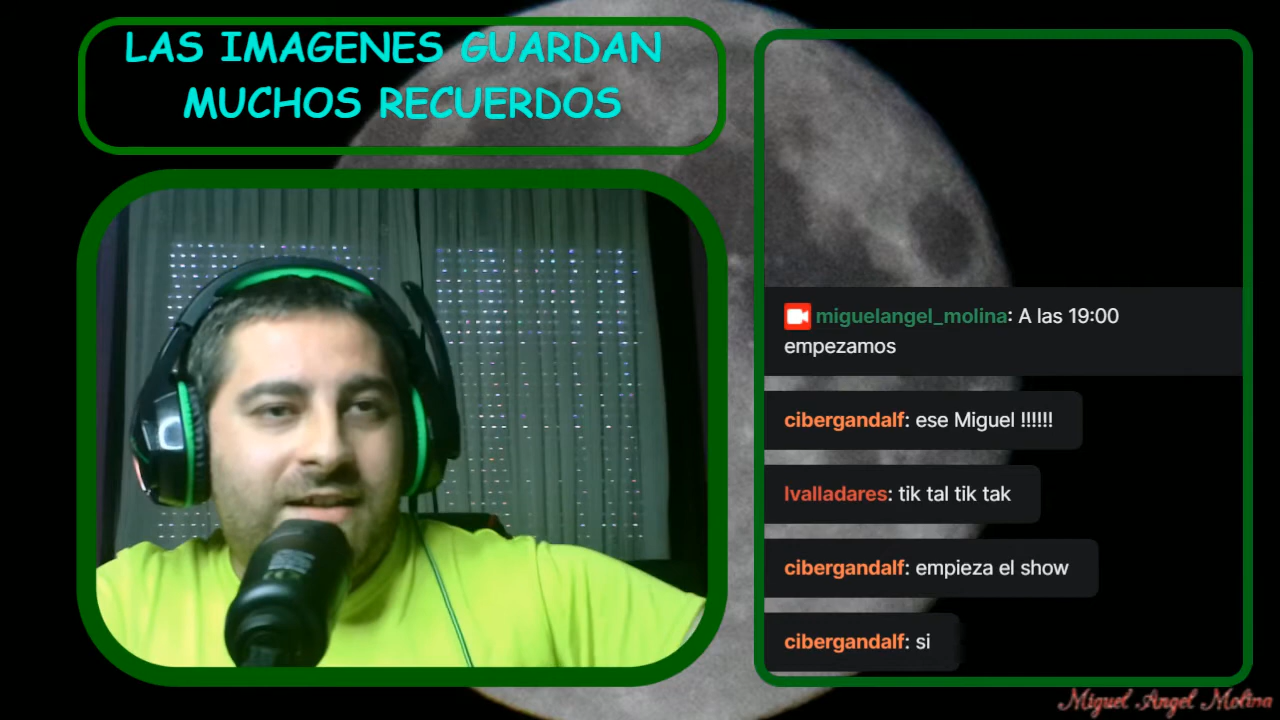 LAS IMAGENES GUARDAN
MUCHOS RECUERDOS
miguelangel_molina: A las 19:00
empezamos
cibergandalf: ese Miguel !!!!!!
lvalladares: tik tal tik tak
cibergandalf: empieza el show
cibergandalf: si
Miguel Angel Molina